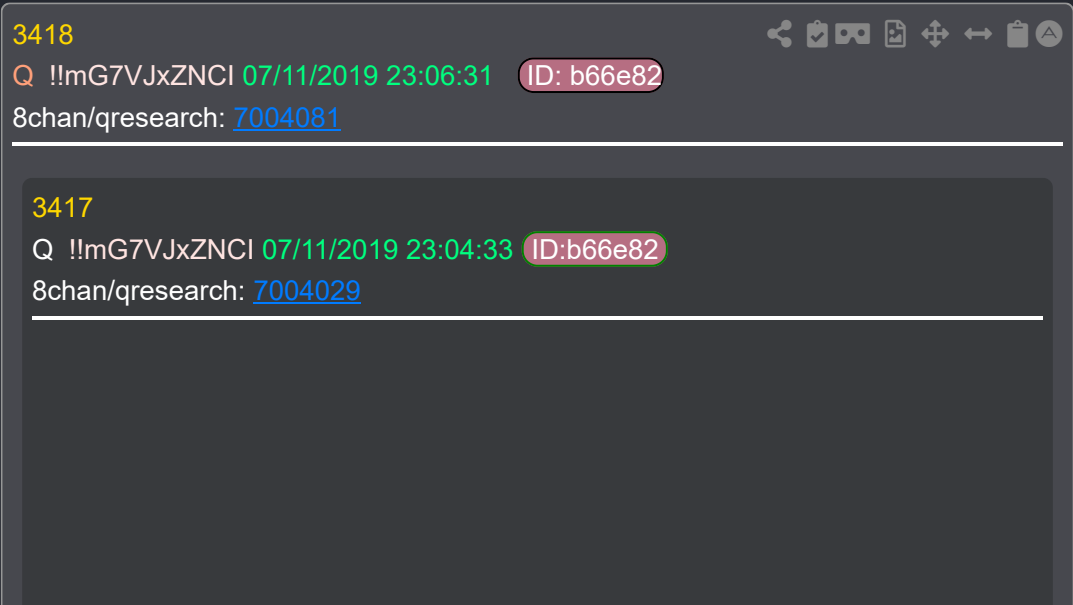 3418
Q !!mG7VJxZNCI 07/11/2019 23:06:31 ID: b66e82
8chan/qresearch: 7004081
3417
Q !!mG7VJxZNCI 07/11/2019 23:04:33 ID:b66e82
8chan/qresearch: 7004029